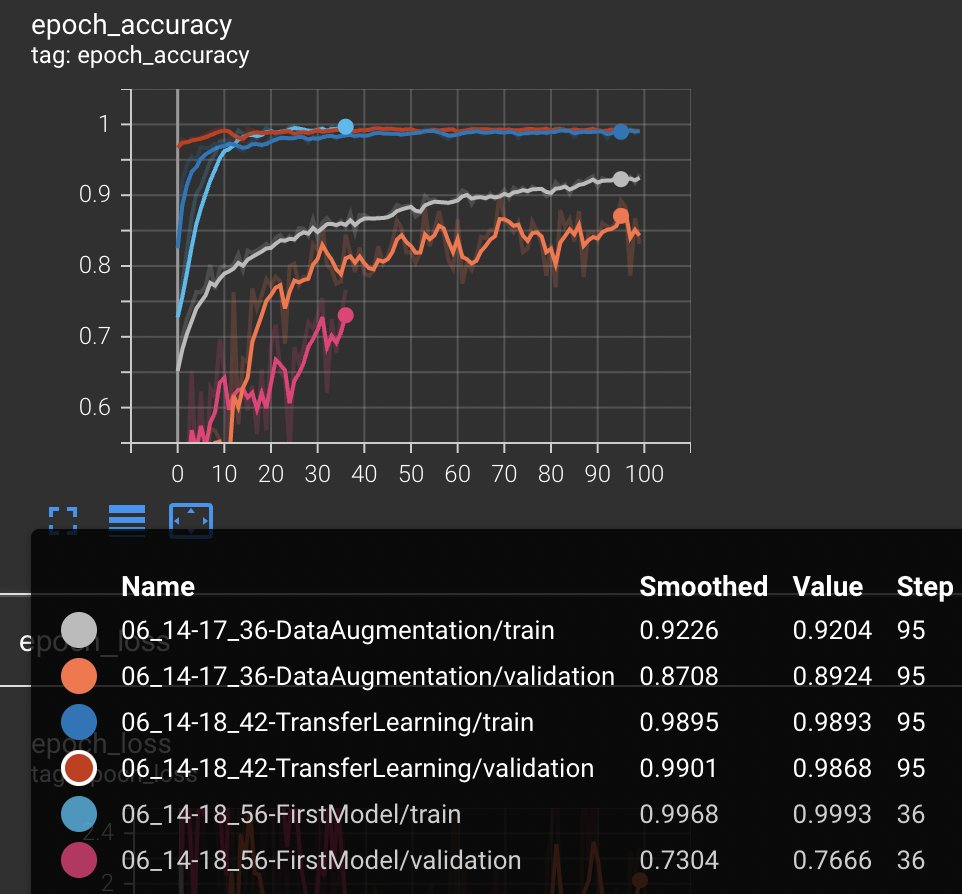 epoch_accuracy
tag: epoch_accuracy
1
0.9
0.8
0.7
0.6
0 10 20 30 40 50 60 70 80 90 100
epoch_loss
epoch_loss
tag: epoch_loss
2.4
2
Name Smoothed Value Step
06_14-17_36-DataAugmentation/train 0.9226 0.9204 95
06_14-17_36-DataAugmentation/validation 0.8708 0.8924 95
06_14-18_42-TransferLearning/train 0.9895 0.9893 95
06_14-18_42-TransferLearning/validation 0.9901 0.9868 95
06_14-18_56-FirstModel/train 0.9968 0.9993 36
06_14-18_56-FirstModel/validation 0.7304 0.7666 36